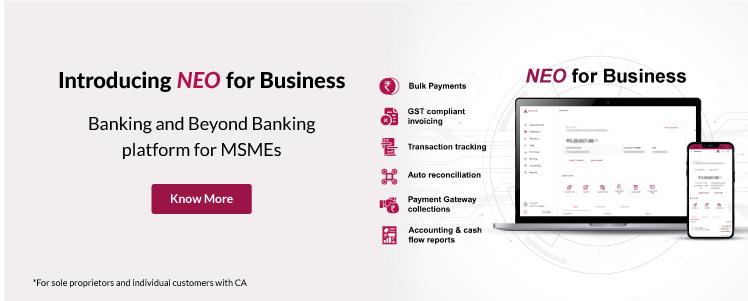 Introducing NEO for Business
Banking and Beyond Banking
platform for MSMEs
Know More
*For sole proprietors and individual customers with CA
Bulk Payments
GST compliant
invoicing
Transaction tracking
Auto reconciliation
Payment Gateway
collections
Accounting & cash
flow reports
NEO for Business